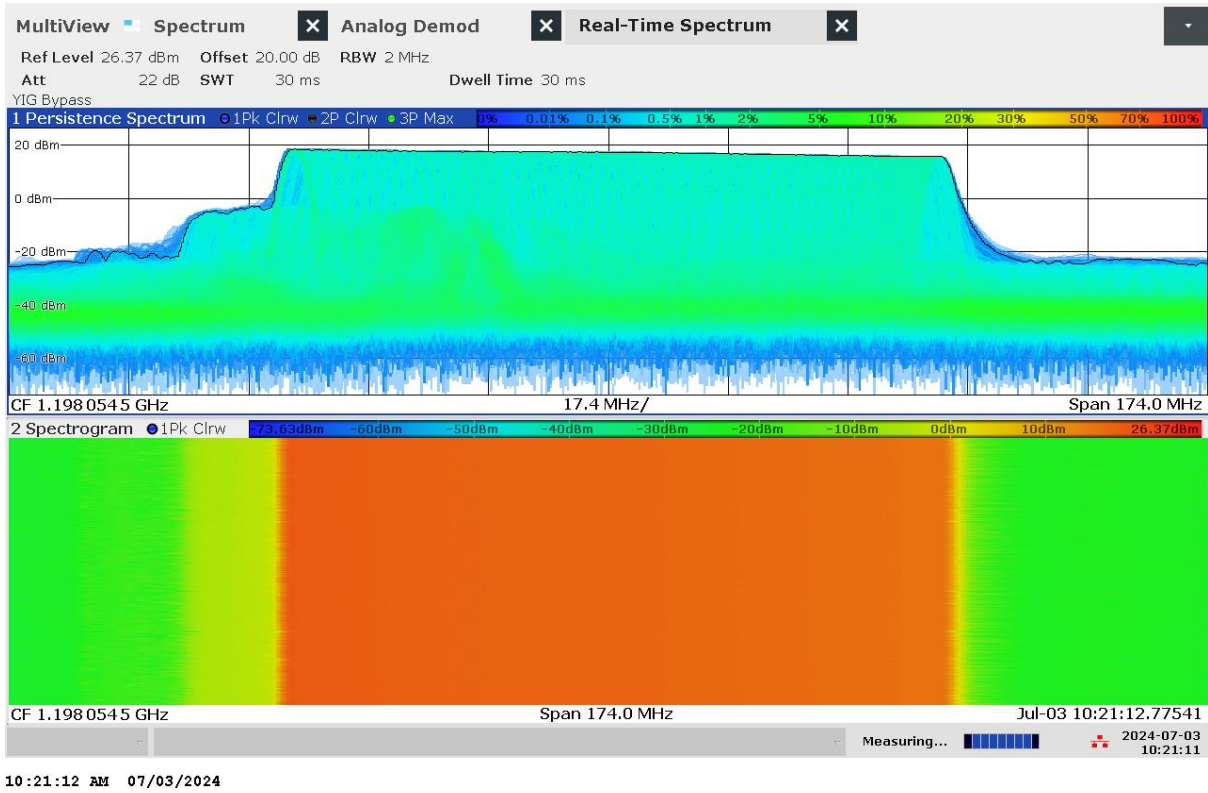 MultiView Spectrum X Analog Demod X Real-Time Spectrum X
Ref Level 26.37 dBm Offset 20.00 dB RBW 2 MHz
Att 22 dB SWT 30 ms Dwell Time 30 ms
YIG Bypass
1 Persistence Spectrum 1Pk Clrw 2P Clrw 3P Max 0% 0.01% 0.1% 0.5% 1% 2% 5% 10% 20% 30% 50% 70% 100%
20 dBm
0 dBm
-20 dBm
-40 dBm
-60 dBm
CF 1.1980545 GHz 17.4 MHz/ Span 174.0 MHz
2 Spectrogram 1Pk Clrw -73.63dBm -60dBm -50dBm -40dBm -30dBm -20dBm -10dBm 0dBm 10dBm 26.37dBm
CF 1.1980545 GHz Span 174.0 MHz Jul-03 10:21:12.77541
Measuring... 2024-07-03
10:21:11
10:21:12 AM 07/03/2024